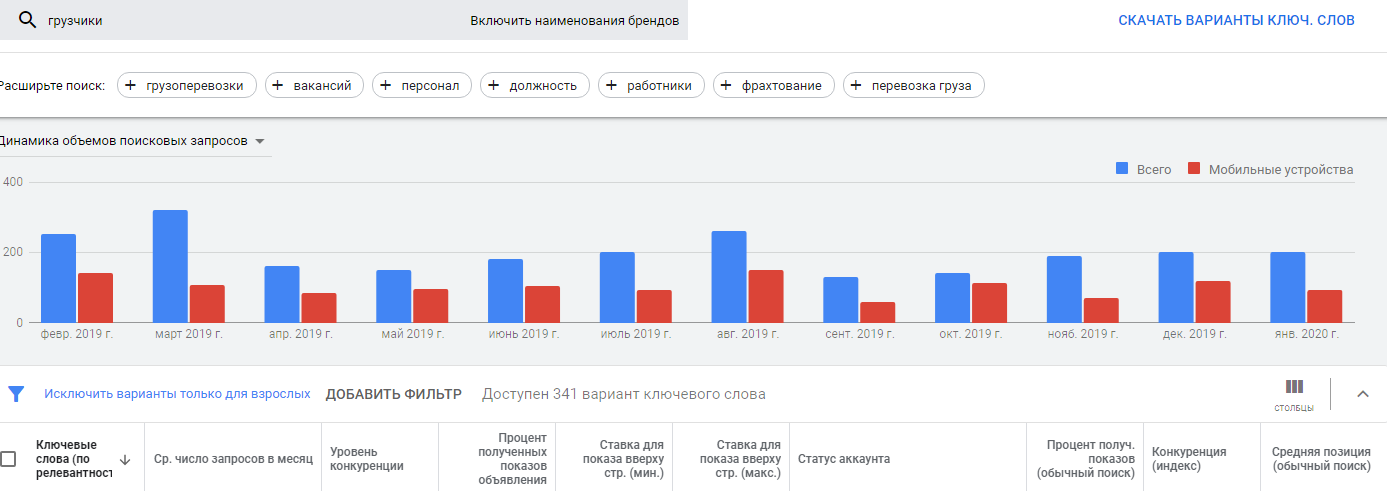 грузчики Включить наименования брендов СКАЧАТЬ ВАРИАНТЫ КЛЮЧ. СЛОВ
Расширьте поиск: + грузоперевозки + вакансий + персонал + должность + работники + фрахтование + перевозка груза
Динамика объемов поисковых запросов
Всего Мобильные устройства
400
200
0
февр. 2019 г. март 2019 г. апр. 2019 г. май 2019 г. июнь 2019 г. июль 2019 г. авг. 2019 г. сент. 2019 г. окт. 2019 г. нояб. 2019 г. дек. 2019 г. янв. 2020 г.
Исключить варианты только для взрослых ДОБАВИТЬ ФИЛЬТР Доступен 341 вариант ключевого слова
СТОЛБЦЫ
Ключевые
слова (по
релевантност
Ср. число запросов в месяц
Уровень
конкуренции
Процент
полученных
показов
объявления
Ставка для
показа вверху
стр. (мин.)
Ставка для
показа вверху
стр. (макс.)
Статус аккаунта
Процент получ.
показов
(обычный поиск)
Конкуренция
(индекс)
Средняя позиция
(обычный поиск)